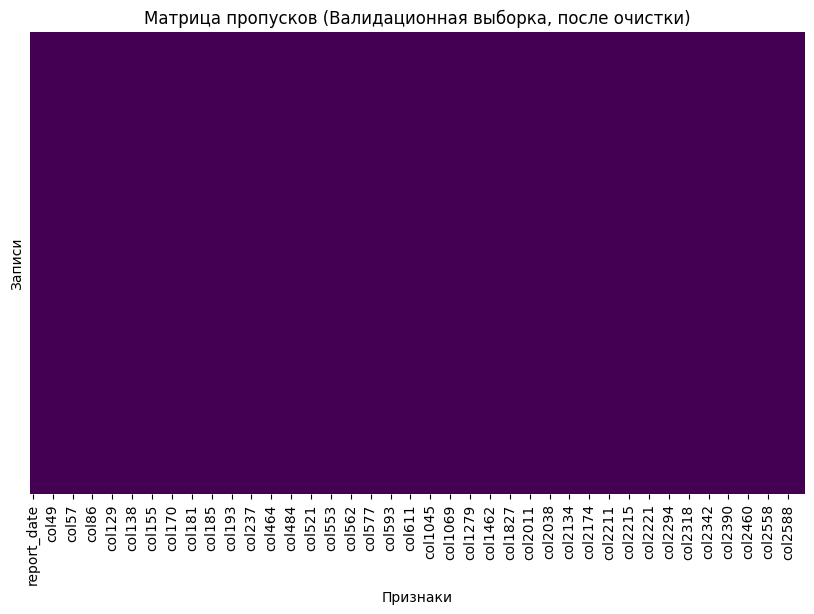 Матрица пропусков (Валидационная выборка, после очистки)
Записи
report_date
col49
col57
col86
col129
col138
col155
col170
col181
col185
col193
col237
col464
col484
col521
col553
col562
col577
col593
col611
col1045
col1069
col1279
col1462
col1827
col2011
col2038
col2134
col2174
col2211
col2215
col2221
col2294
col2318
col2342
col2390
col2460
col2558
col2588
Признаки